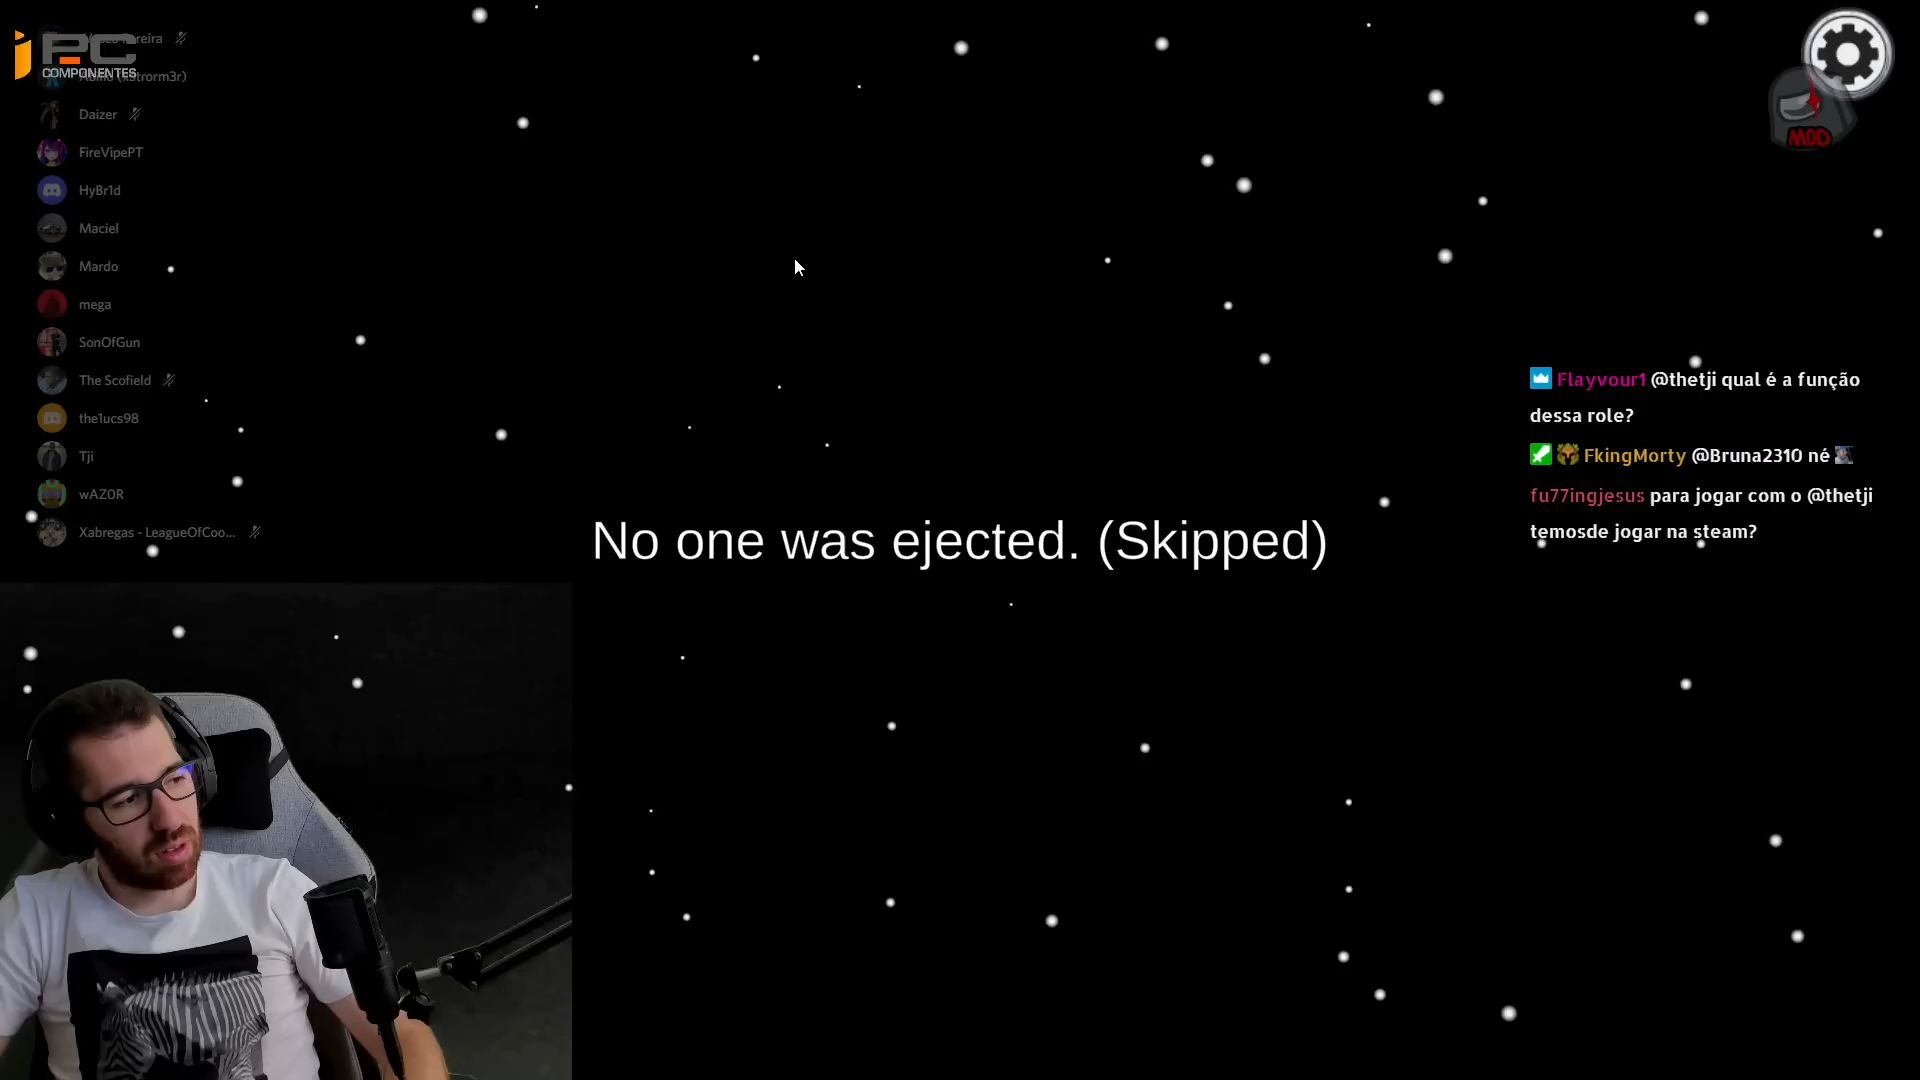 PC
COMPONENTES
Daizer
FireVipePT
HyBr1d
Maciel
Mardo
mega
SonOfGun
The Scofield
the1ucs98
Tji
wAZ0R
Xabregas - LeagueOfCoo...
MOD
Flayvour1 @thetji qual é a função
dessa role?
FkingMorty @Bruna2310 né
fu77ingjesus para jogar com o @thetji
temosde jogar na steam?
No one was ejected. (Skipped)